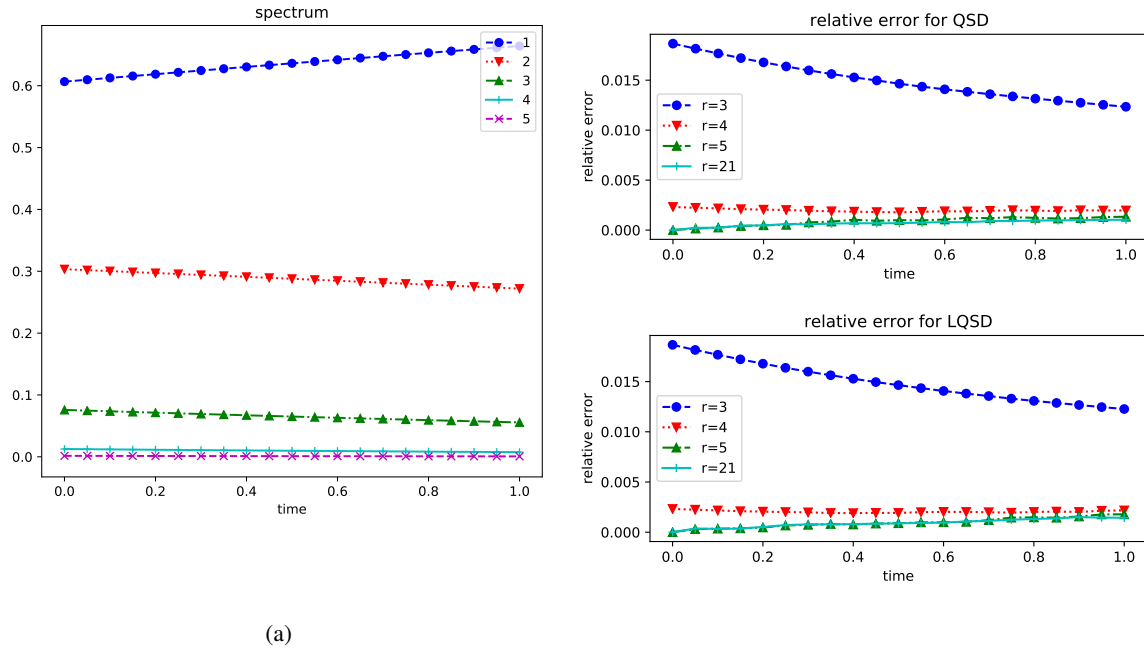 spectrum
1
2
3
4
5
0.6
0.5
0.4
0.3
0.2
0.1
0.0
0.0 0.2 0.4 0.6 0.8 1.0
time
(a)
relative error for QSD
relative error
0.015
0.010
0.005
0.000
r=3
r=4
r=5
r=21
0.0 0.2 0.4 0.6 0.8 1.0
time
relative error for LQSD
relative error
0.015
0.010
0.005
0.000
r=3
r=4
r=5
r=21
0.0 0.2 0.4 0.6 0.8 1.0
time